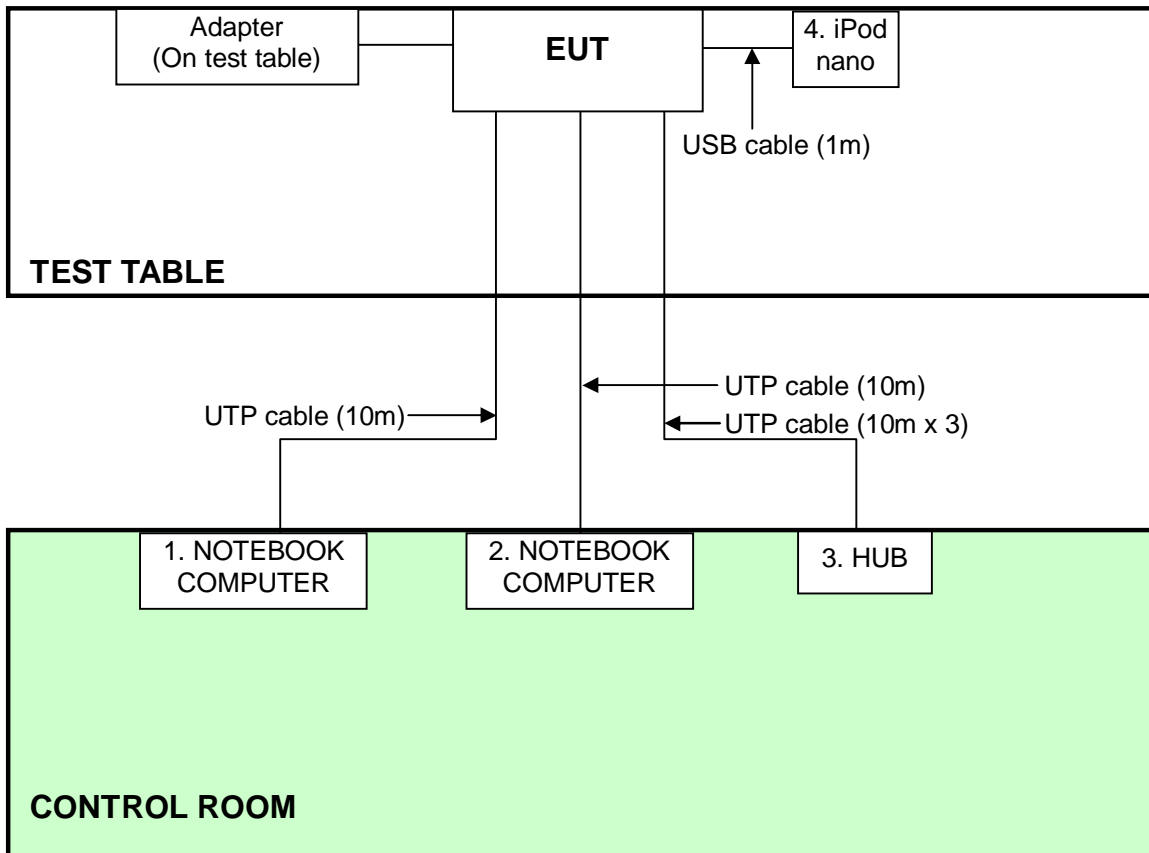 Adapter
(On test table)
EUT
4. iPod
nano
USB cable (1m)
TEST TABLE
UTP cable (10m)
UTP cable (10m)
UTP cable (10m x 3)
1. NOTEBOOK
COMPUTER
2. NOTEBOOK
COMPUTER
3. HUB
CONTROL ROOM